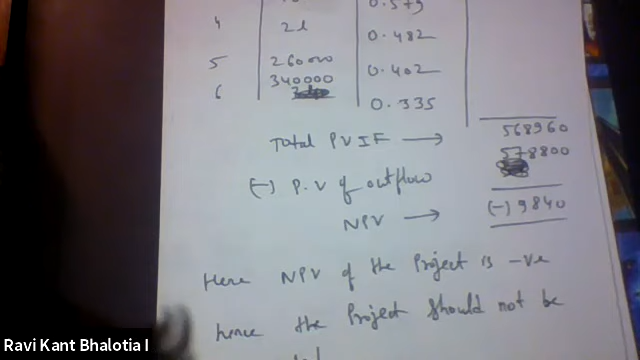 0.579
4 2l 0.482
5 260000 0.402
6 340000 0.335
Total PVIF → 568960
(-) P.V of outflow 578800
NPV → (-) 9840
Here NPV of the Project is -ve
hence the Project should not be
Ravi Kant Bhalotia I